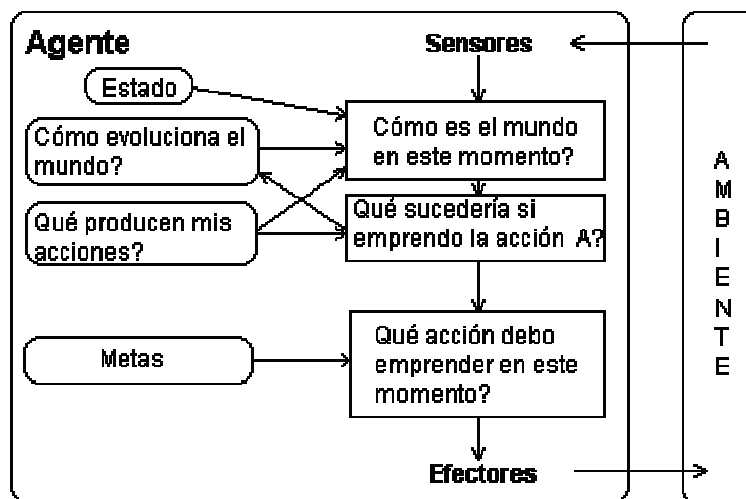 Agente
Sensores
Estado
Cómo evoluciona el
mundo?
Cómo es el mundo
en este momento?
Qué producen mis
acciones?
Qué sucedería si
emprendo la acción A?
Metas
Qué acción debo
emprender en este
momento?
Efectores
A
M
B
I
E
N
T
E